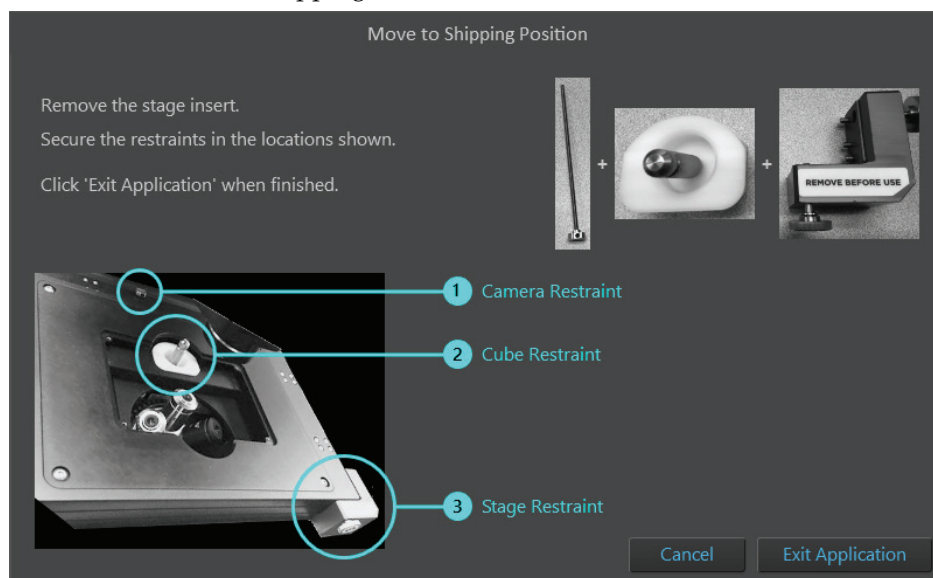 Move to Shipping Position
Remove the stage insert.
Secure the restraints in the locations shown.
Click 'Exit Application' when finished.
+
+
REMOVE BEFORE USE
1 Camera Restraint
2 Cube Restraint
3 Stage Restraint
Cancel
Exit Application